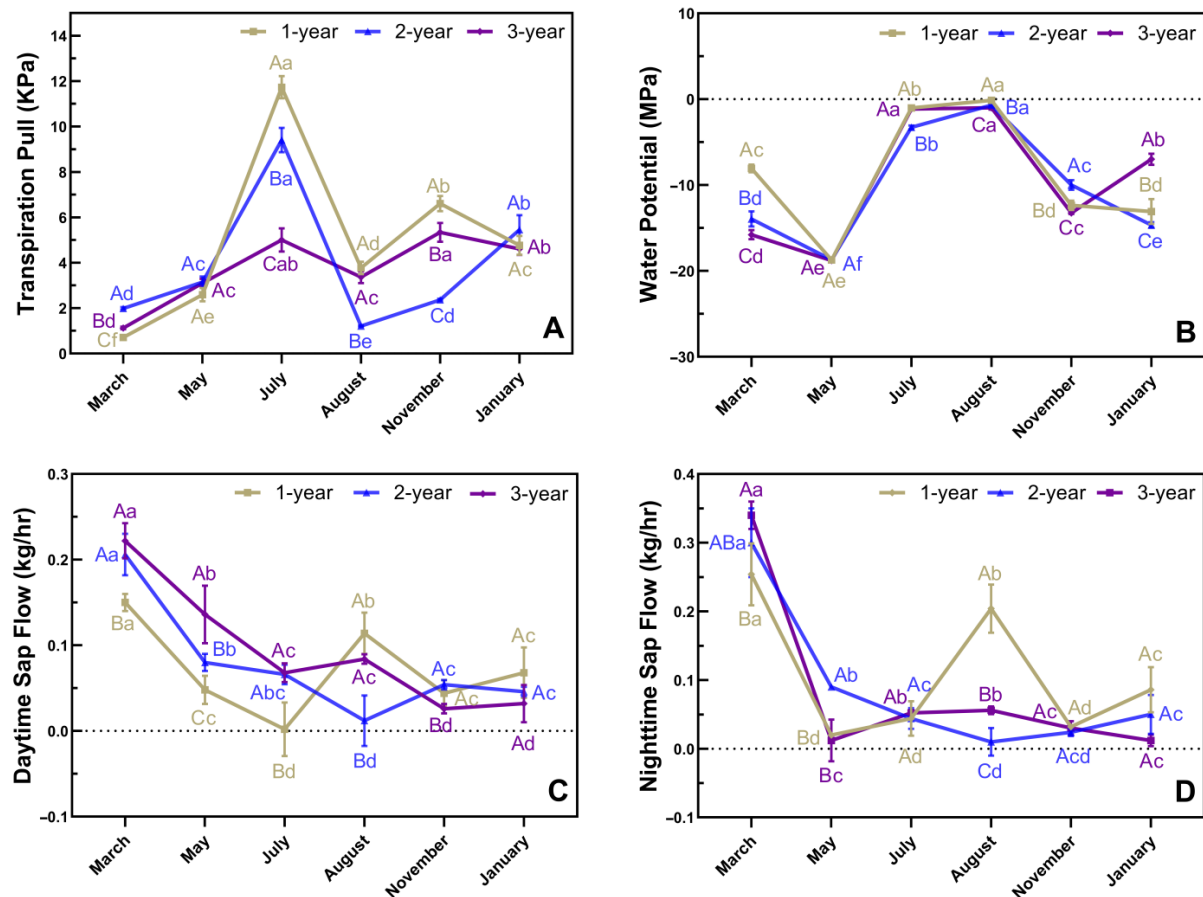 1-year 2-year 3-year
Transpiration Pull (KPa)
14
12
10
8
6
4
2
0
Aa
Ba
Cab
Ab
Ab
Ad
Ac
Ad
Ba
Ab
Bd
Ac
Ac
Cf
Ae
Be
Cd
A
March
May
July
August
November
January
1-year 2-year 3-year
Water Potential (MPa)
10
0
−10
−20
−30
Ab
Aa
Aa
Ba
Bb
Ca
Ac
Ac
Ab
Bd
Bd
Bd
Cd
Cc
Ce
Ae
Af
Ae
B
March
May
July
August
November
January
1-year 2-year 3-year
Daytime Sap Flow (kg/hr)
0.3
0.2
0.1
0.0
−0.1
Aa
Aa
Ab
Ab
Ba
Bb
Ac
Ac
Ac
Cc
Abc
Ac
Ac
Ac
Bd
Bd
Bd
Ad
C
March
May
July
August
November
January
1-year 2-year 3-year
Nighttime Sap Flow (kg/hr)
0.4
0.3
0.2
0.1
0.0
−0.1
Aa
ABa
Ab
Ba
Ab
Ac
Ac
Ab
Bb
Ac
Ad
Ac
Bd
Bc
Ad
Cd
Acd
Ac
D
March
May
July
August
November
January